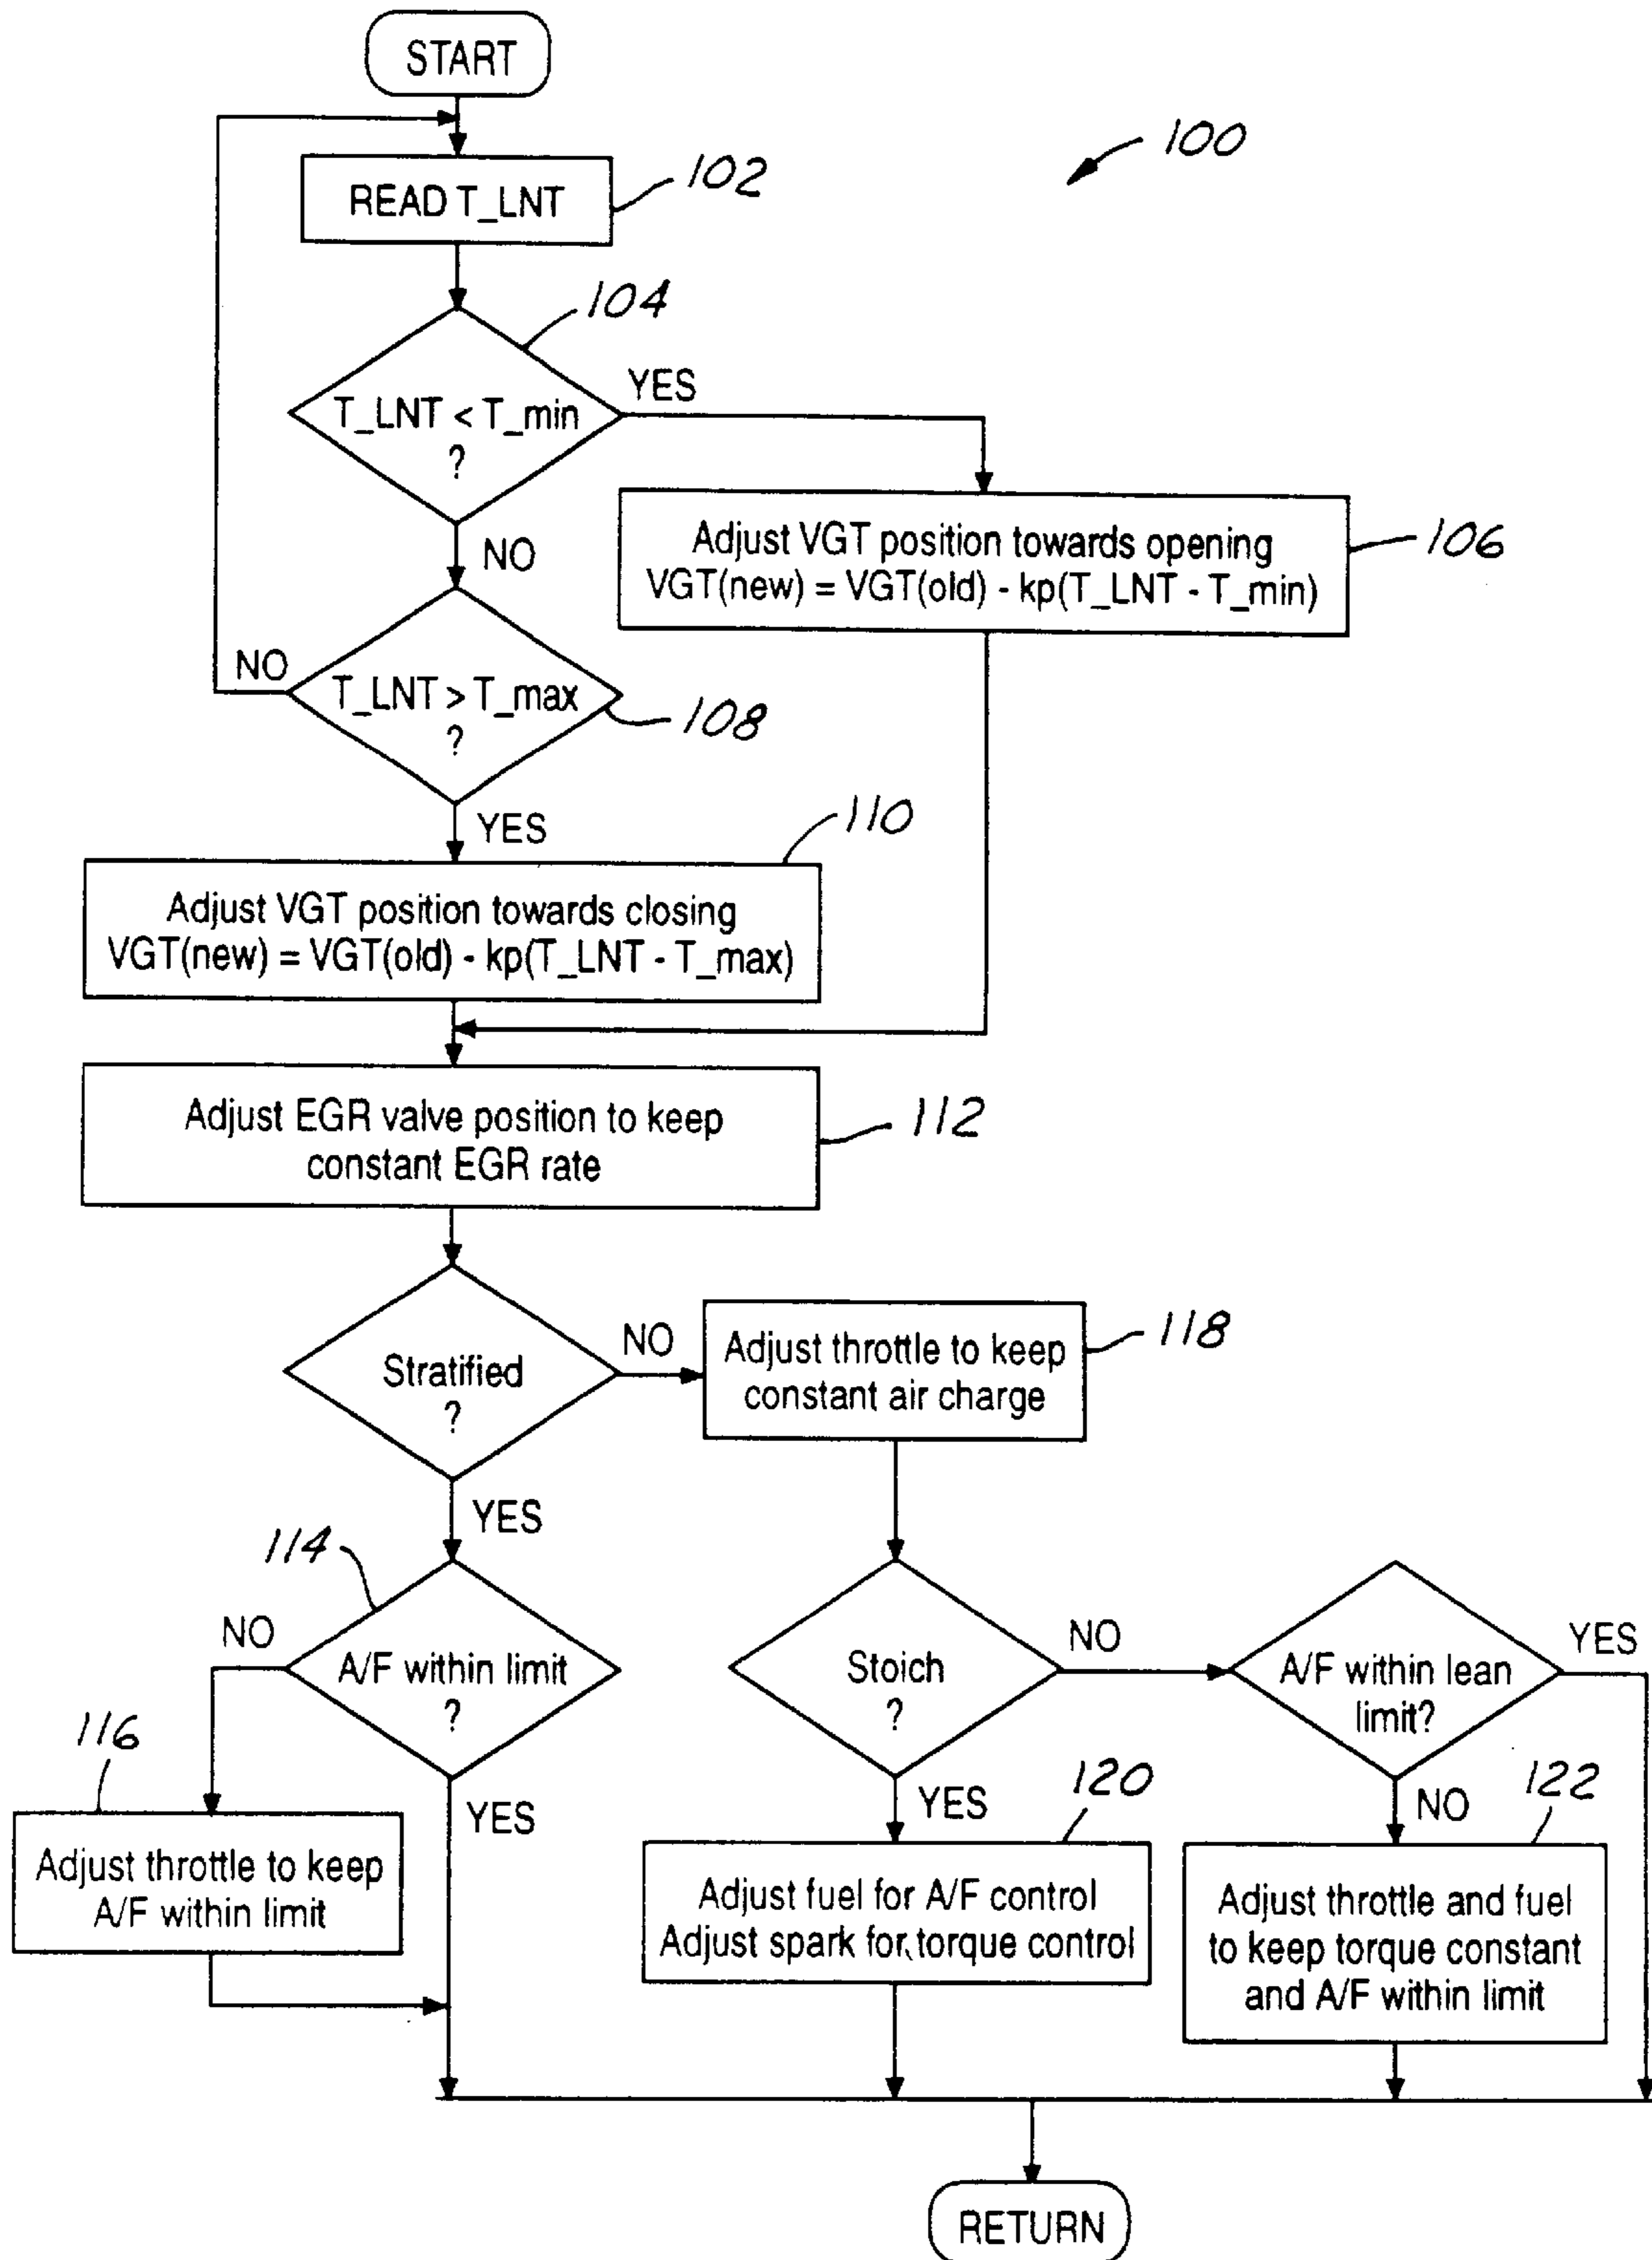 START
100
READ T_LNT
102
104
T_LNT < T_min
?
YES
NO
Adjust VGT position towards opening
VGT(new) = VGT(old) - kp(T_LNT - T_min)
106
T_LNT > T_max
?
NO
108
YES
110
Adjust VGT position towards closing
VGT(new) = VGT(old) - kp(T_LNT - T_max)
Adjust EGR valve position to keep
constant EGR rate
112
Stratified
?
NO
Adjust throttle to keep
constant air charge
118
YES
114
A/F within limit
?
NO
YES
Stoich
?
NO
A/F within lean
limit?
YES
116
Adjust throttle to keep
A/F within limit
YES
120
Adjust fuel for A/F control
Adjust spark for torque control
NO
122
Adjust throttle and fuel
to keep torque constant
and A/F within limit
RETURN